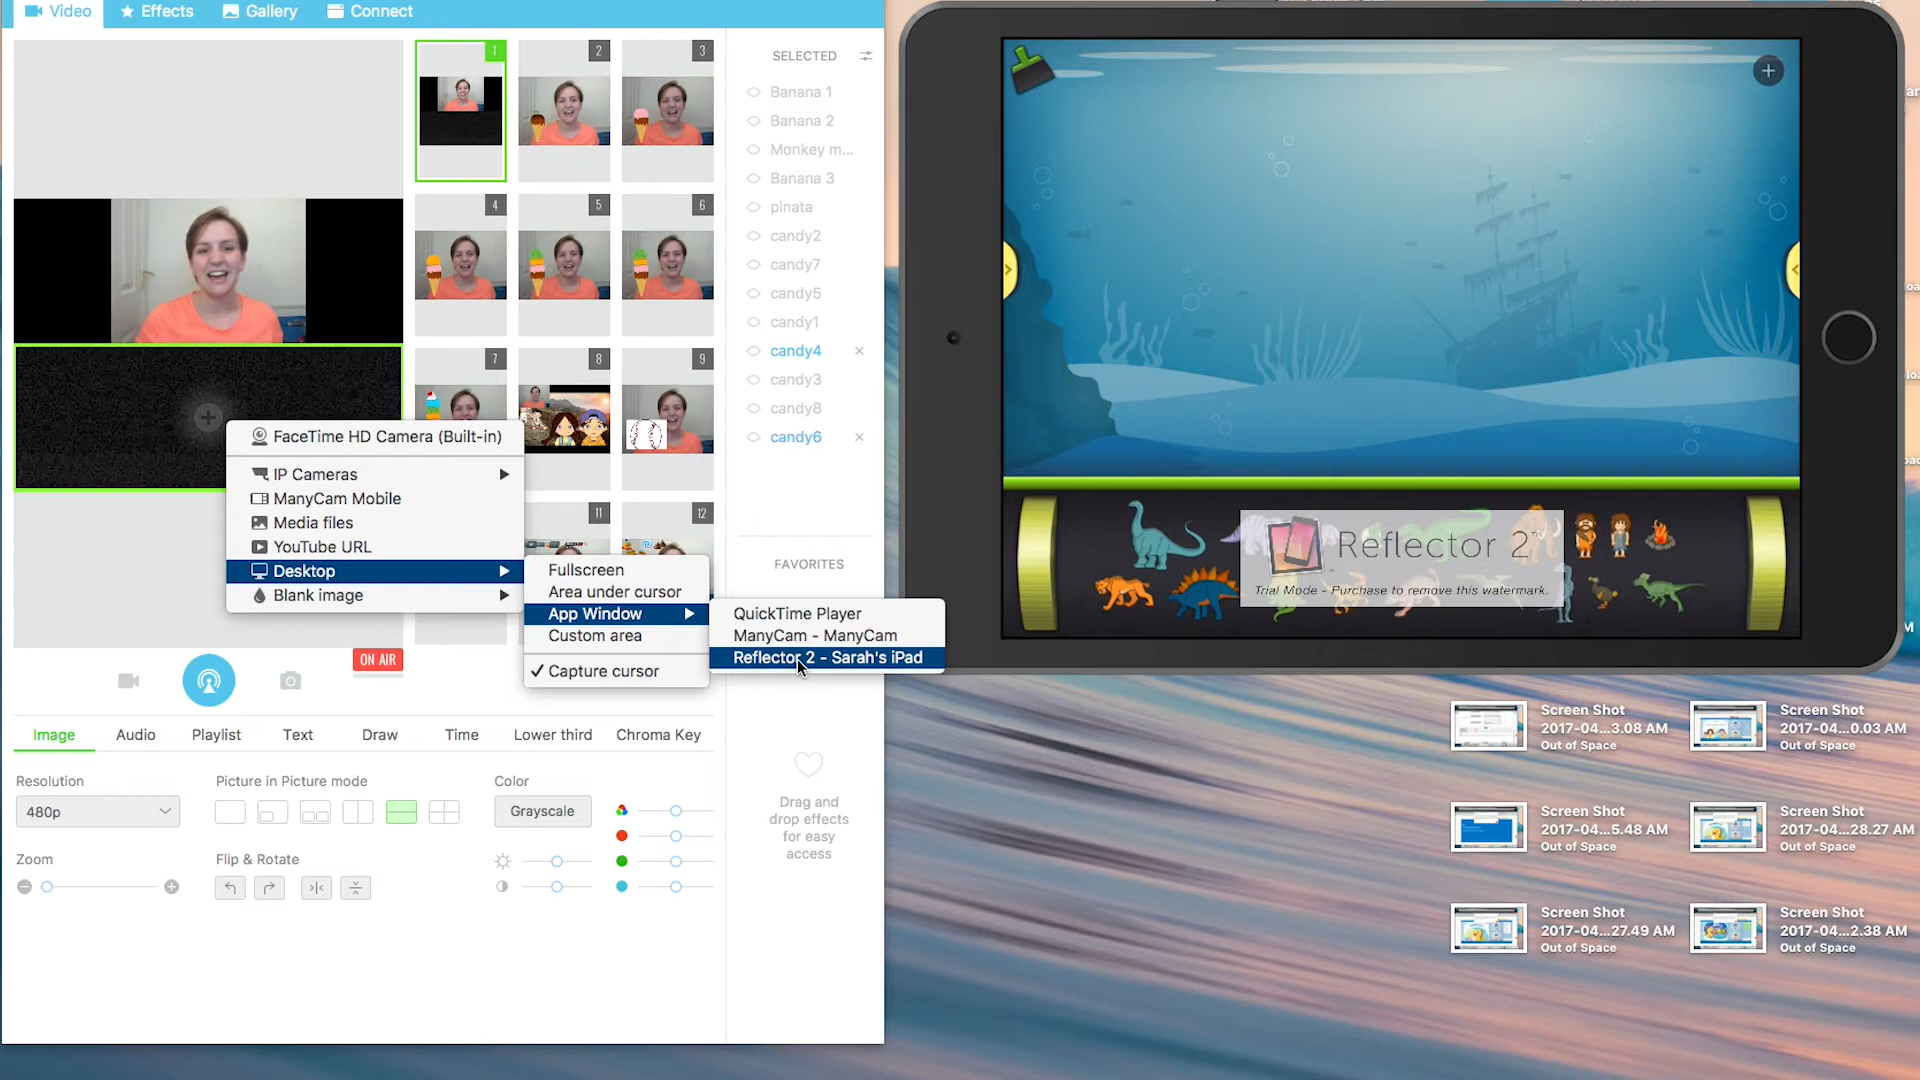 Video
Effects
Gallery
Connect
1
2
3
4
5
6
7
8
9
11
12
SELECTED
Banana 1
Banana 2
Monkey m...
Banana 3
pinata
candy2
candy7
candy5
candy1
candy4
candy3
candy8
candy6
FAVORITES
Drag and
drop effects
for easy
access
FaceTime HD Camera (Built-in)
IP Cameras
ManyCam Mobile
Media files
YouTube URL
Desktop
Blank image
Fullscreen
Area under cursor
App Window
Custom area
✓ Capture cursor
QuickTime Player
ManyCam - ManyCam
Reflector 2 - Sarah's iPad
ON AIR
Image
Audio
Playlist
Text
Draw
Time
Lower third
Chroma Key
Resolution
480p
Picture in Picture mode
Color
Grayscale
Zoom
Flip & Rotate
Reflector 2™
Trial Mode - Purchase to remove this watermark.
Screen Shot
2017-04...3.08 AM
Out of Space
Screen Shot
2017-04...0.03 AM
Out of Space
Screen Shot
2017-04...5.48 AM
Out of Space
Screen Shot
2017-04...28.27 AM
Out of Space
Screen Shot
2017-04...27.49 AM
Out of Space
Screen Shot
2017-04...2.38 AM
Out of Space